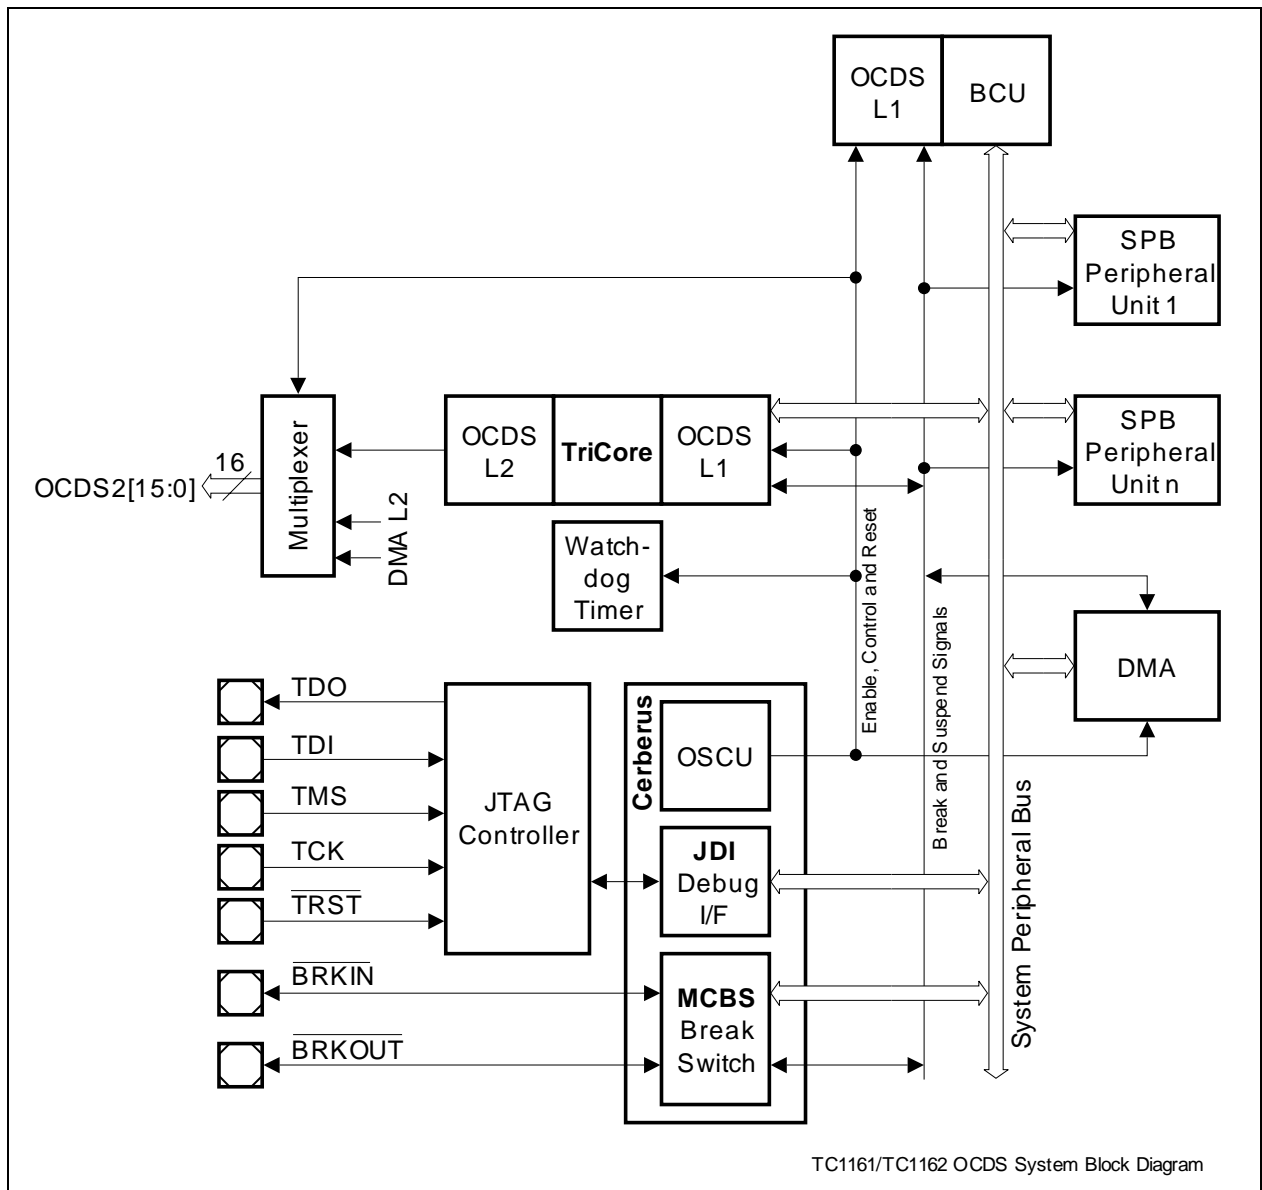 OCDS
L1
BCU
SPB
Peripheral
Unit 1
OCDS
L2
TriCore
OCDS
L1
SPB
Peripheral
Unit n
Multiplexer
16
OCDS2[15:0]
DMA L2
Watch-
dog
Timer
Enable, Control and Reset
Break and Suspend Signals
DMA
TDO
TDI
TMS
TCK
TRST
BRKIN
BRKOUT
JTAG
Controller
Cerberus
OSCU
JDI
Debug
I/F
MCBS
Break
Switch
System Peripheral Bus
TC1161/TC1162 OCDS System Block Diagram